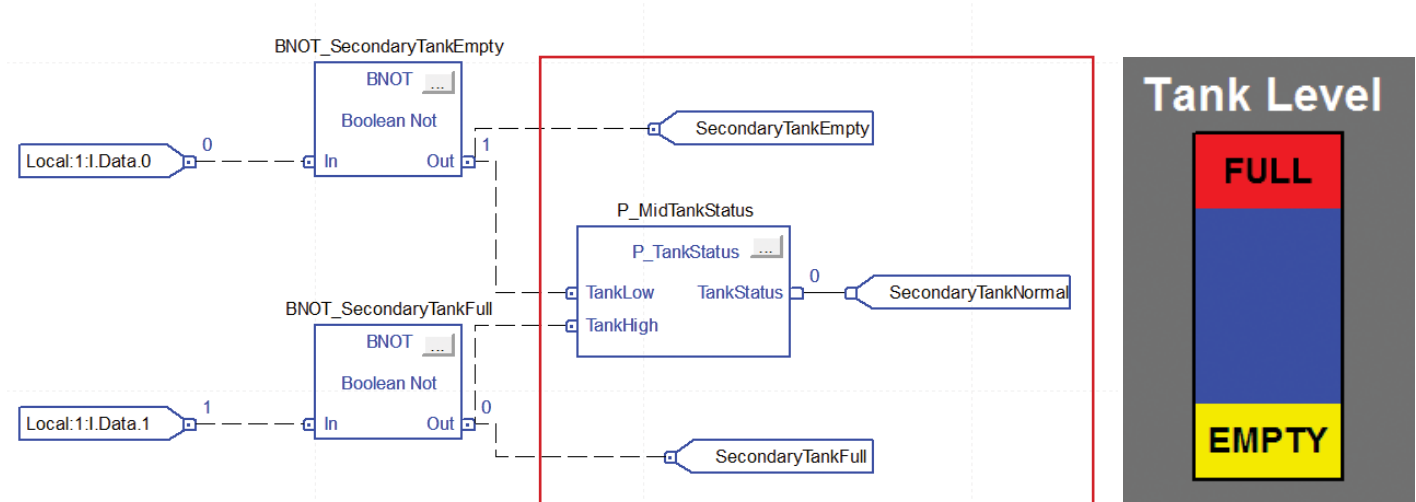 BNOT_SecondaryTankEmpty
BNOT ...
Boolean Not
Local:1:I.Data.0
0
In
Out
1
SecondaryTankEmpty
P_MidTankStatus
P_TankStatus ...
TankLow
TankStatus
0
SecondaryTankNormal
TankHigh
BNOT_SecondaryTankFull
BNOT ...
Boolean Not
Local:1:I.Data.1
1
In
Out
0
SecondaryTankFull
Tank Level
FULL
EMPTY